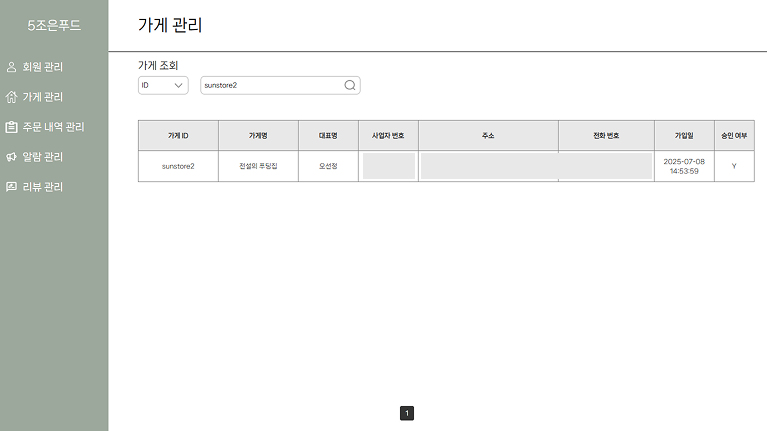 5조은푸드
회원 관리
가게 관리
주문 내역 관리
알람 관리
리뷰 관리
가게 관리
가게 조회
ID sunstore2
가게 ID 가게명 대표명 사업자 번호 주소 전화 번호 가입일 승인 여부
sunstore2 전설의 푸딩집 오선정 2025-07-08 14:53:59 Y
1